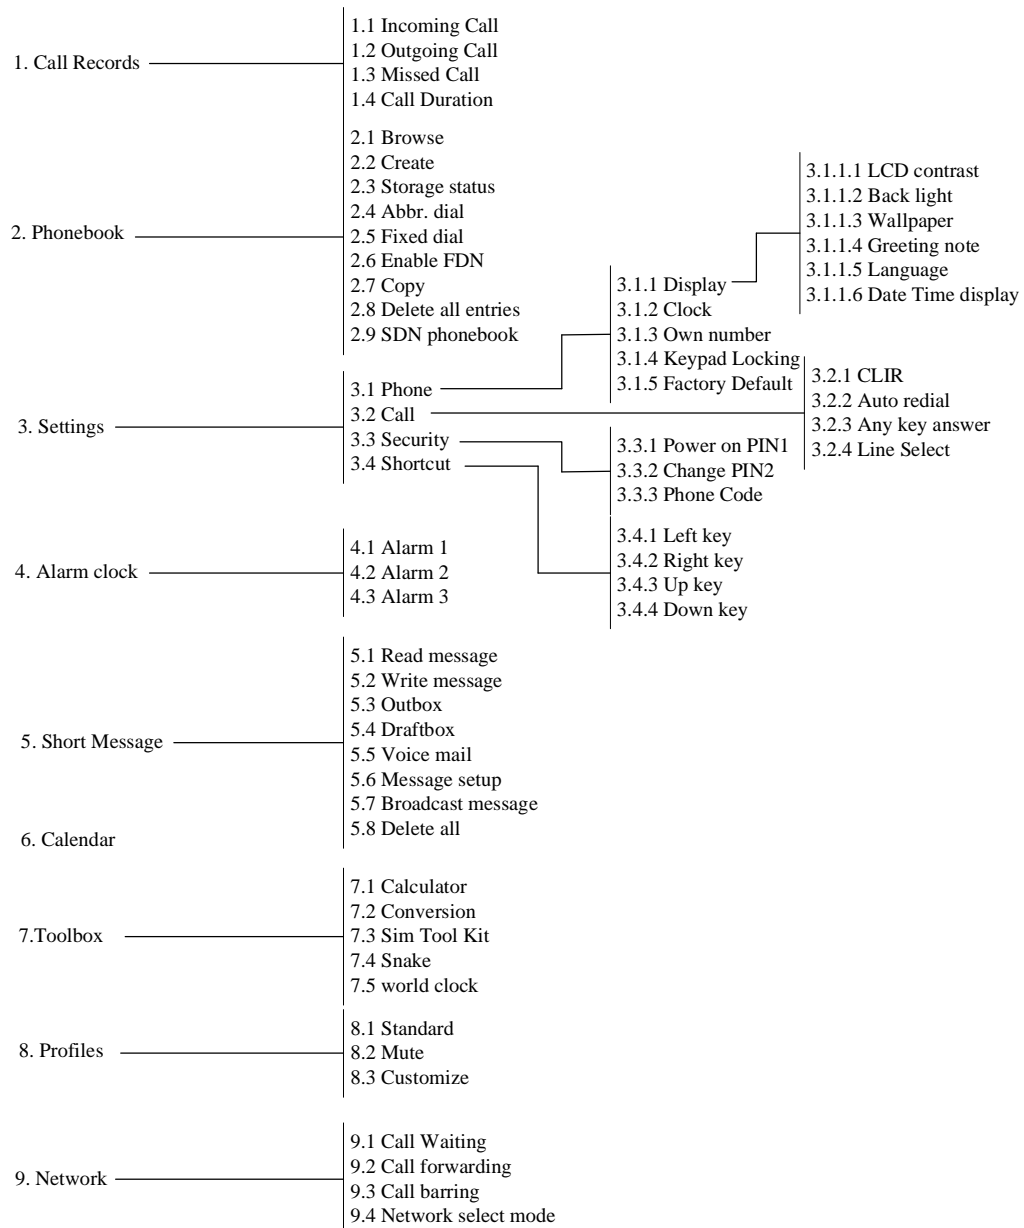 1. Call Records
1.1 Incoming Call
1.2 Outgoing Call
1.3 Missed Call
1.4 Call Duration
2. Phonebook
2.1 Browse
2.2 Create
2.3 Storage status
2.4 Abbr. dial
2.5 Fixed dial
2.6 Enable FDN
2.7 Copy
2.8 Delete all entries
2.9 SDN phonebook
3. Settings
3.1 Phone
3.2 Call
3.3 Security
3.4 Shortcut
3.1.1 Display
3.1.2 Clock
3.1.3 Own number
3.1.4 Keypad Locking
3.1.5 Factory Default
3.1.1.1 LCD contrast
3.1.1.2 Back light
3.1.1.3 Wallpaper
3.1.1.4 Greeting note
3.1.1.5 Language
3.1.1.6 Date Time display
3.2.1 CLIR
3.2.2 Auto redial
3.2.3 Any key answer
3.2.4 Line Select
3.3.1 Power on PIN1
3.3.2 Change PIN2
3.3.3 Phone Code
3.4.1 Left key
3.4.2 Right key
3.4.3 Up key
3.4.4 Down key
4. Alarm clock
4.1 Alarm 1
4.2 Alarm 2
4.3 Alarm 3
5. Short Message
5.1 Read message
5.2 Write message
5.3 Outbox
5.4 Draftbox
5.5 Voice mail
5.6 Message setup
5.7 Broadcast message
5.8 Delete all
6. Calendar
7.Toolbox
7.1 Calculator
7.2 Conversion
7.3 Sim Tool Kit
7.4 Snake
7.5 world clock
8. Profiles
8.1 Standard
8.2 Mute
8.3 Customize
9. Network
9.1 Call Waiting
9.2 Call forwarding
9.3 Call barring
9.4 Network select mode